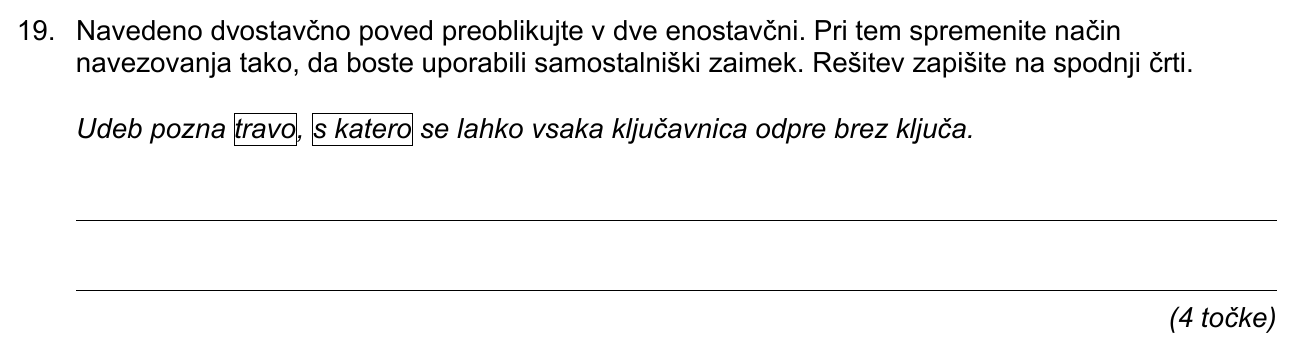 19. Navedeno dvostavčno poved preoblikujte v dve enostavčni. Pri tem spremenite način
navezovanja tako, da boste uporabili samostalniški zaimek. Rešitev zapišite na spodnji črti.
Udeb pozna travo, s katero se lahko vsaka ključavnica odpre brez ključa.
(4 točke)